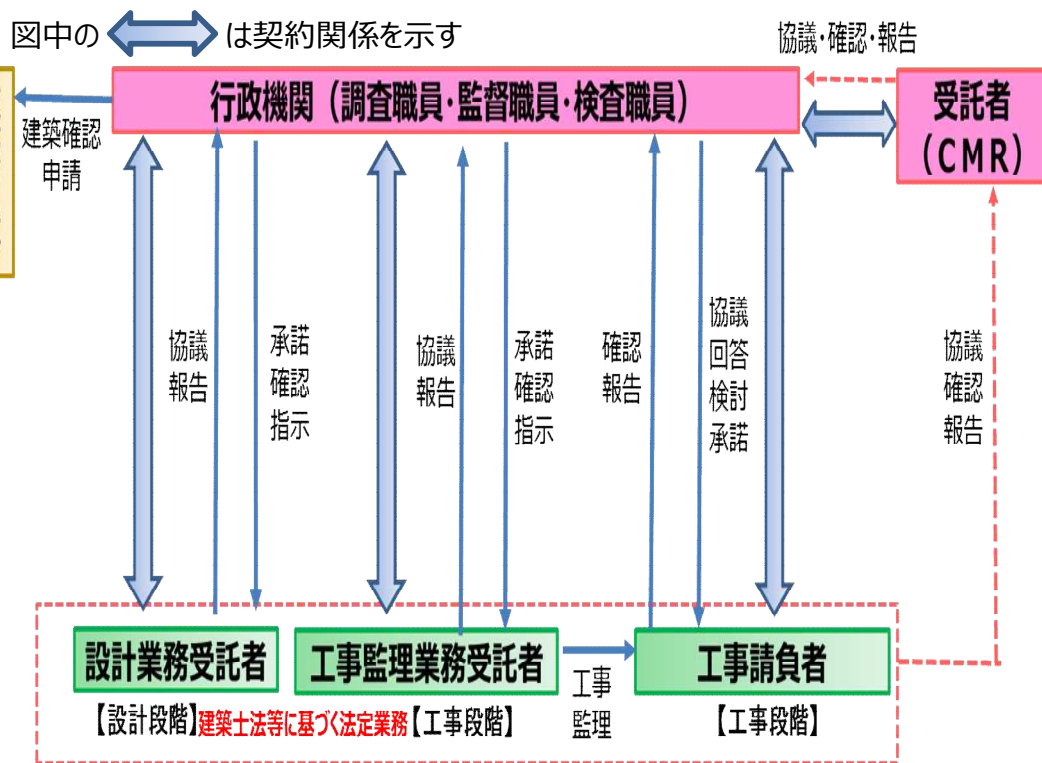 図中の は契約関係を示す
協議・確認・報告
行政機関（調査職員・監督職員・検査職員）
受託者
（ＣＭＲ）
建築確認
申請
協議
報告
承諾
確認
指示
協議
報告
承諾
確認
指示
確認
報告
協議
回答
検討
承諾
協議
確認
報告
設計業務受託者
工事監理業務受託者
工事請負者
工事
監理
【設計段階】建築士法等に基づく法定業務【工事段階】
【工事段階】